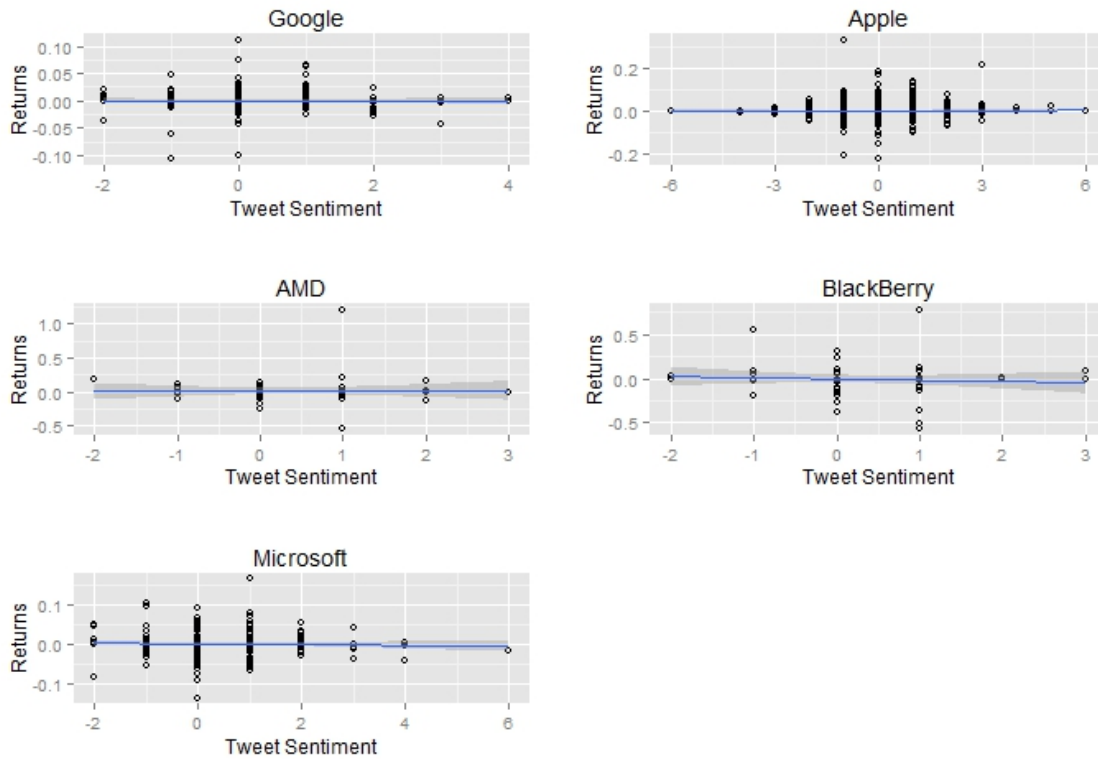 Google
Apple
Returns
0.10
0.05
0.00
-0.05
-0.10
-2
0
2
4
Tweet Sentiment
Returns
0.2
0.0
-0.2
-6
-3
0
3
6
Tweet Sentiment
AMD
BlackBerry
Returns
1.0
0.5
0.0
-0.5
-2
-1
0
1
2
3
Tweet Sentiment
Returns
0.5
0.0
-0.5
-2
-1
0
1
2
3
Tweet Sentiment
Microsoft
Returns
0.1
0.0
-0.1
-2
0
2
4
6
Tweet Sentiment